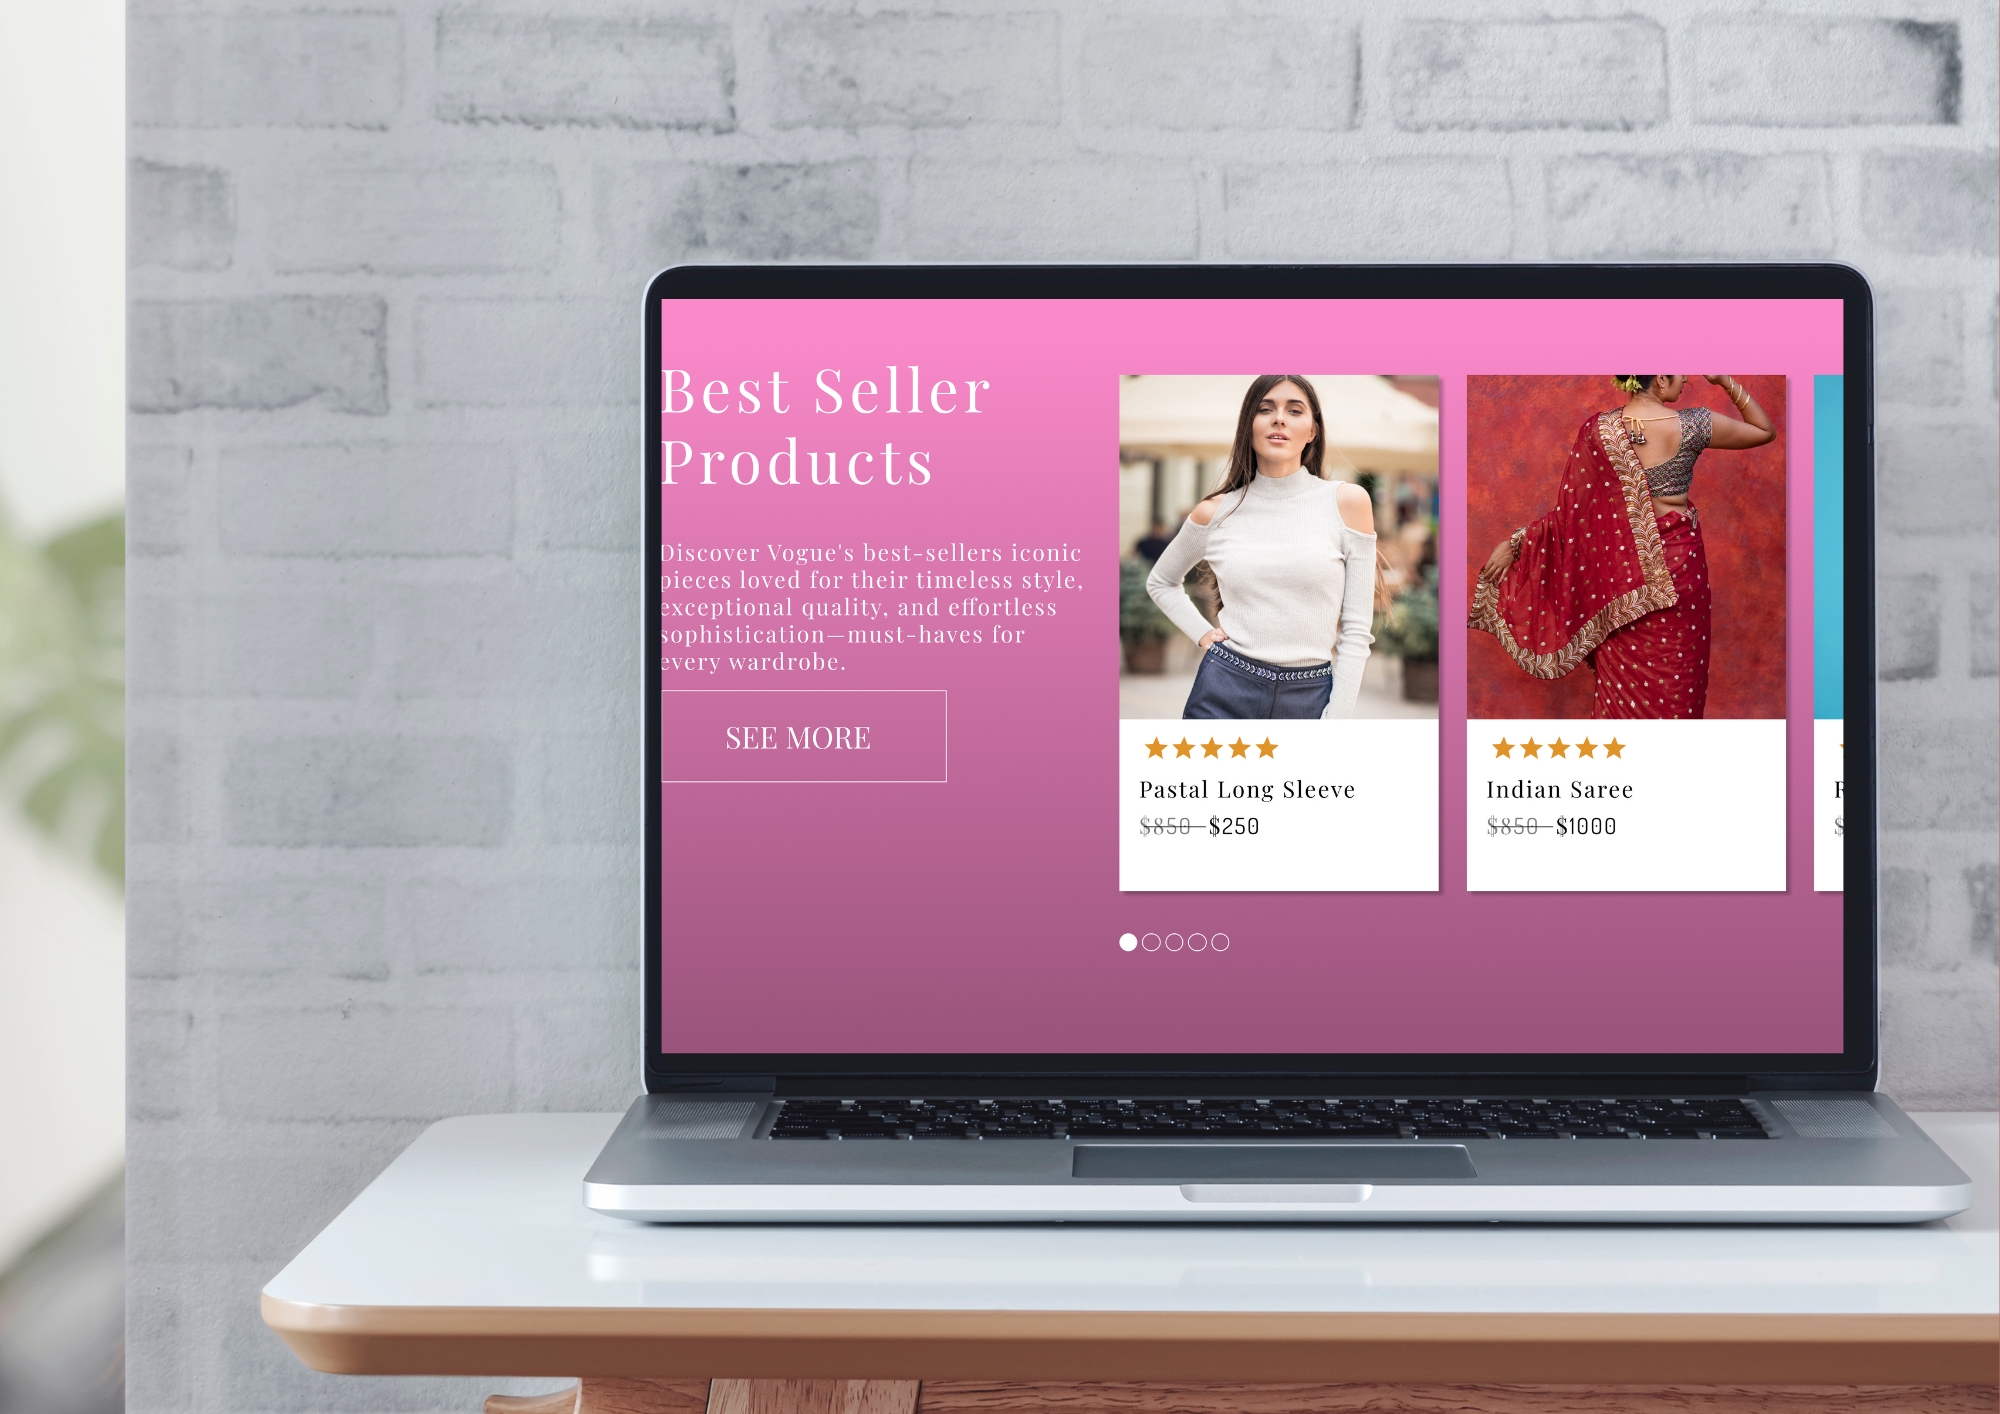 Best Seller
Products
Discover Vogue's best-sellers iconic
pieces loved for their timeless style,
exceptional quality, and effortless
sophistication—must-haves for
every wardrobe.
SEE MORE
Pastal Long Sleeve
$850 $250
Indian Saree
$850 $1000
R
$